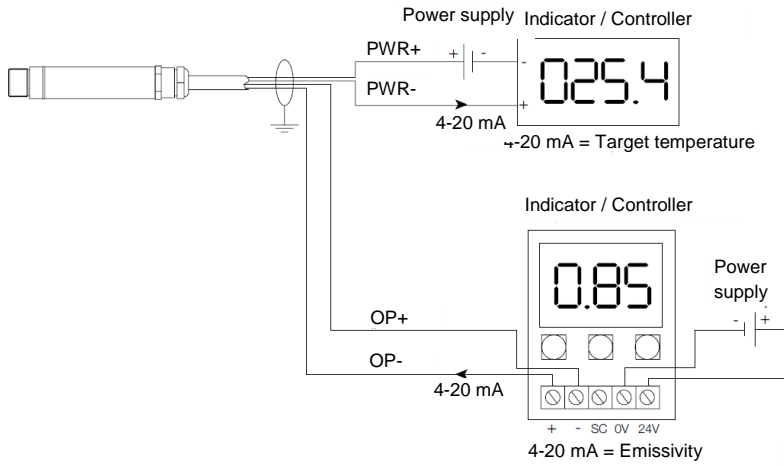 Power supply Indicator / Controller
PWR+
+ -
-
025.4
PWR-
+
4-20 mA
4-20 mA = Target temperature
Indicator / Controller
0.85
Power
supply
- +
OP+
OP-
4-20 mA
+ - SC 0V 24V
4-20 mA = Emissivity